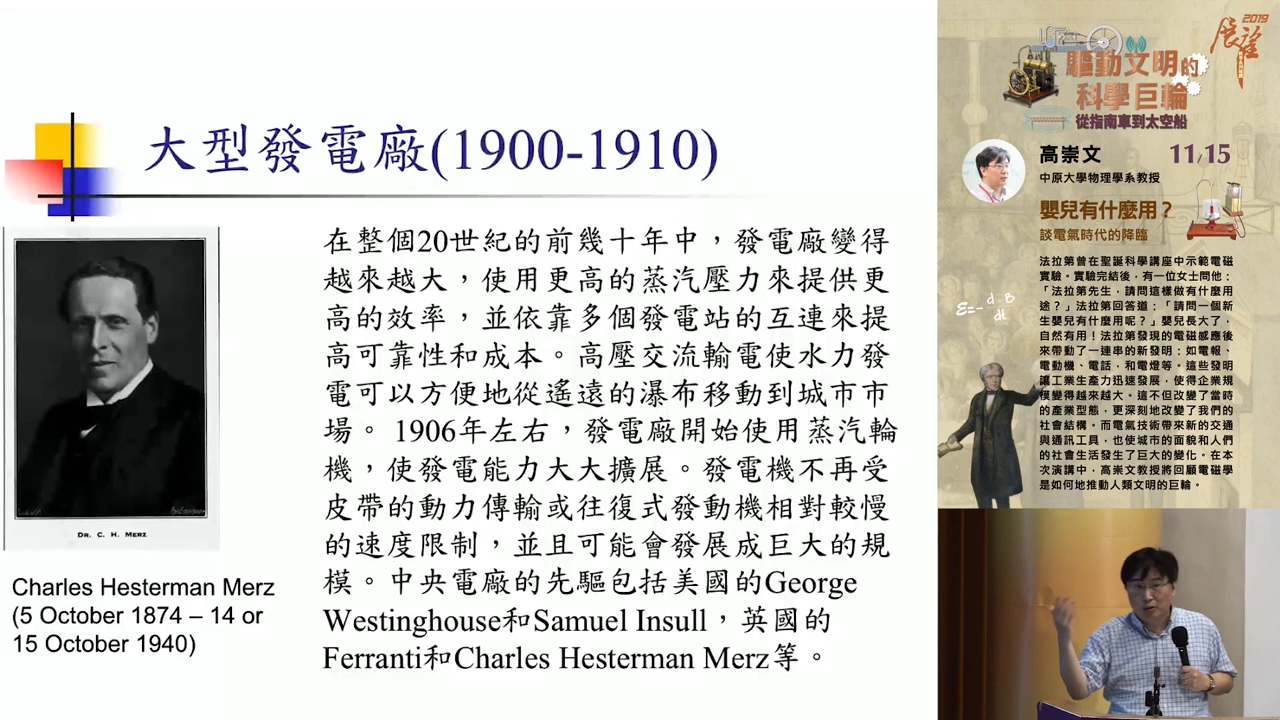 大型發電廠(1900-1910)
在整個20世紀的前幾十年中，發電廠變得
越來越大，使用更高的蒸汽壓力來提供更
高的效率，並依靠多個發電站的互連來提
高可靠性和成本。高壓交流輸電使水力發
電可以方便地從遙遠的瀑布移動到城市市
場。 1906年左右，發電廠開始使用蒸汽輪
機，使發電能力大大擴展。發電機不再受
皮帶的動力傳輸或往復式發動機相對較慢
的速度限制，並且可能會發展成巨大的規
模。中央電廠的先驅包括美國的George
Westinghouse和Samuel Insull，英國的
Ferranti和Charles Hesterman Merz等。
DR. C. H. MERZ
Charles Hesterman Merz
(5 October 1874 – 14 or
15 October 1940)
2019
展望
驅動文明的
科學巨輪
從指南車到太空船
高崇文
11/15
中原大學物理學系教授
嬰兒有什麼用？
談電氣時代的降臨
法拉第曾在聖誕科學講座中示範電磁
實驗。實驗完結後，有一位女士問他：
「法拉第先生，請問這樣做有什麼用
途？」法拉第回答道：「請問一個新
生嬰兒有什麼用呢？」嬰兒長大了，
自然有用！法拉第發現的電磁感應後
來帶動了一連串的新發明：如電報、
電動機、電話，和電燈等。這些發明
讓工業生產力迅速發展，使得企業規
模變得越來越大。這不但改變了當時
的產業型態，更深刻地改變了我們的
社會結構。而電氣技術帶來新的交通
與通訊工具，也使城市的面貌和人們
的社會生活發生了巨大的變化。在本
次演講中，高崇文教授將回顧電磁學
是如何地推動人類文明的巨輪。